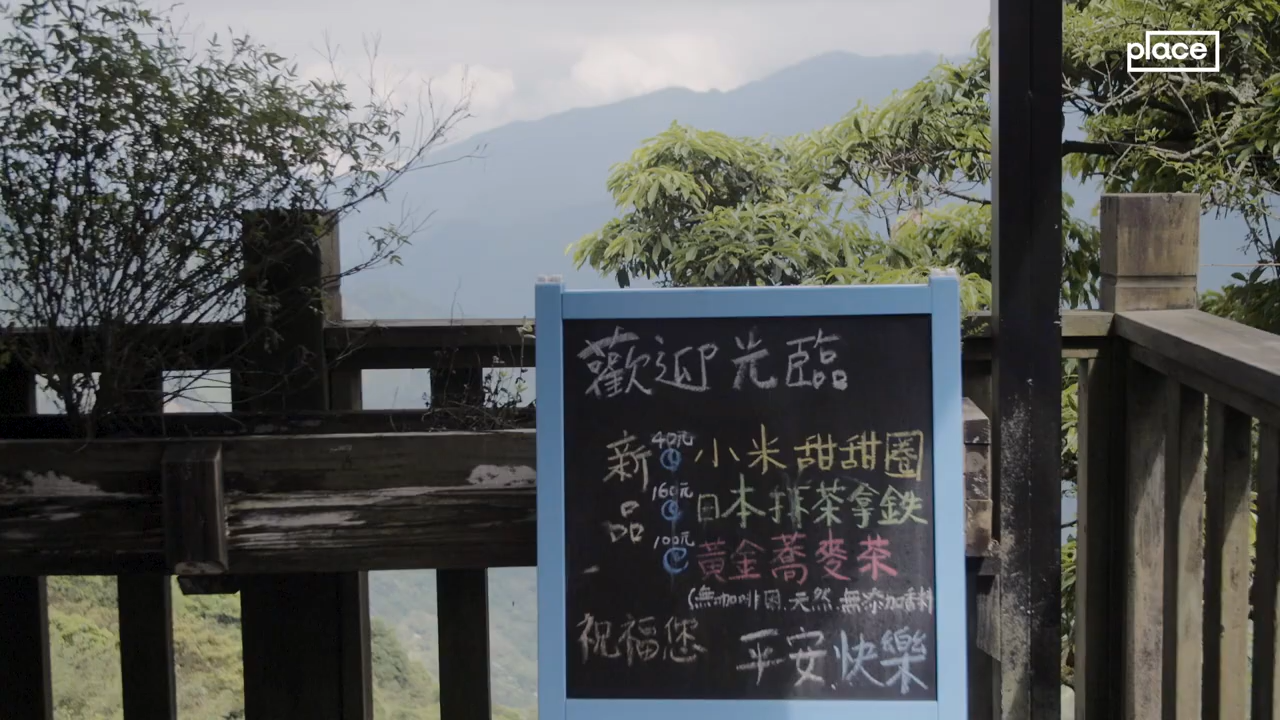 place
歡迎光臨
新品
40元 小米甜甜圈
160元 日本抹茶拿鉄
100元 黃金蕎麥茶
(無咖啡因.天然.無添加香料
祝福您 平安.快樂